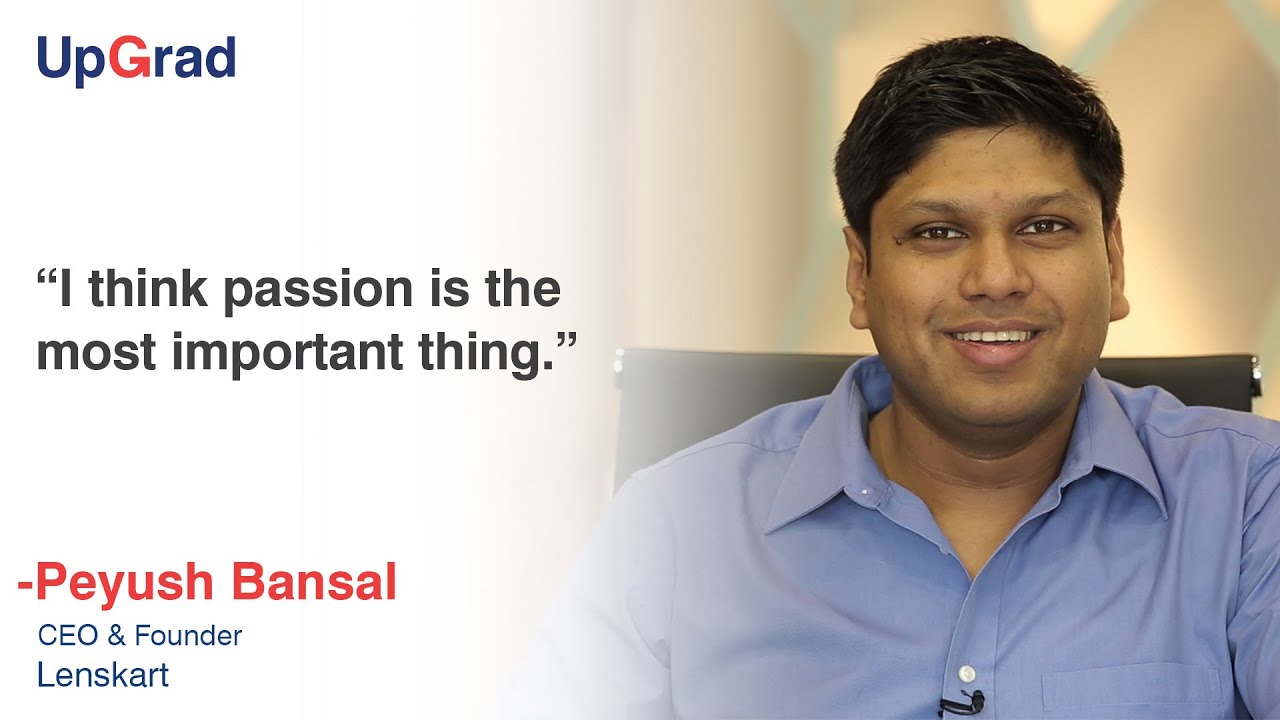 UpGrad
“I think passion is the
most important thing.”
-Peyush Bansal
CEO & Founder
Lenskart